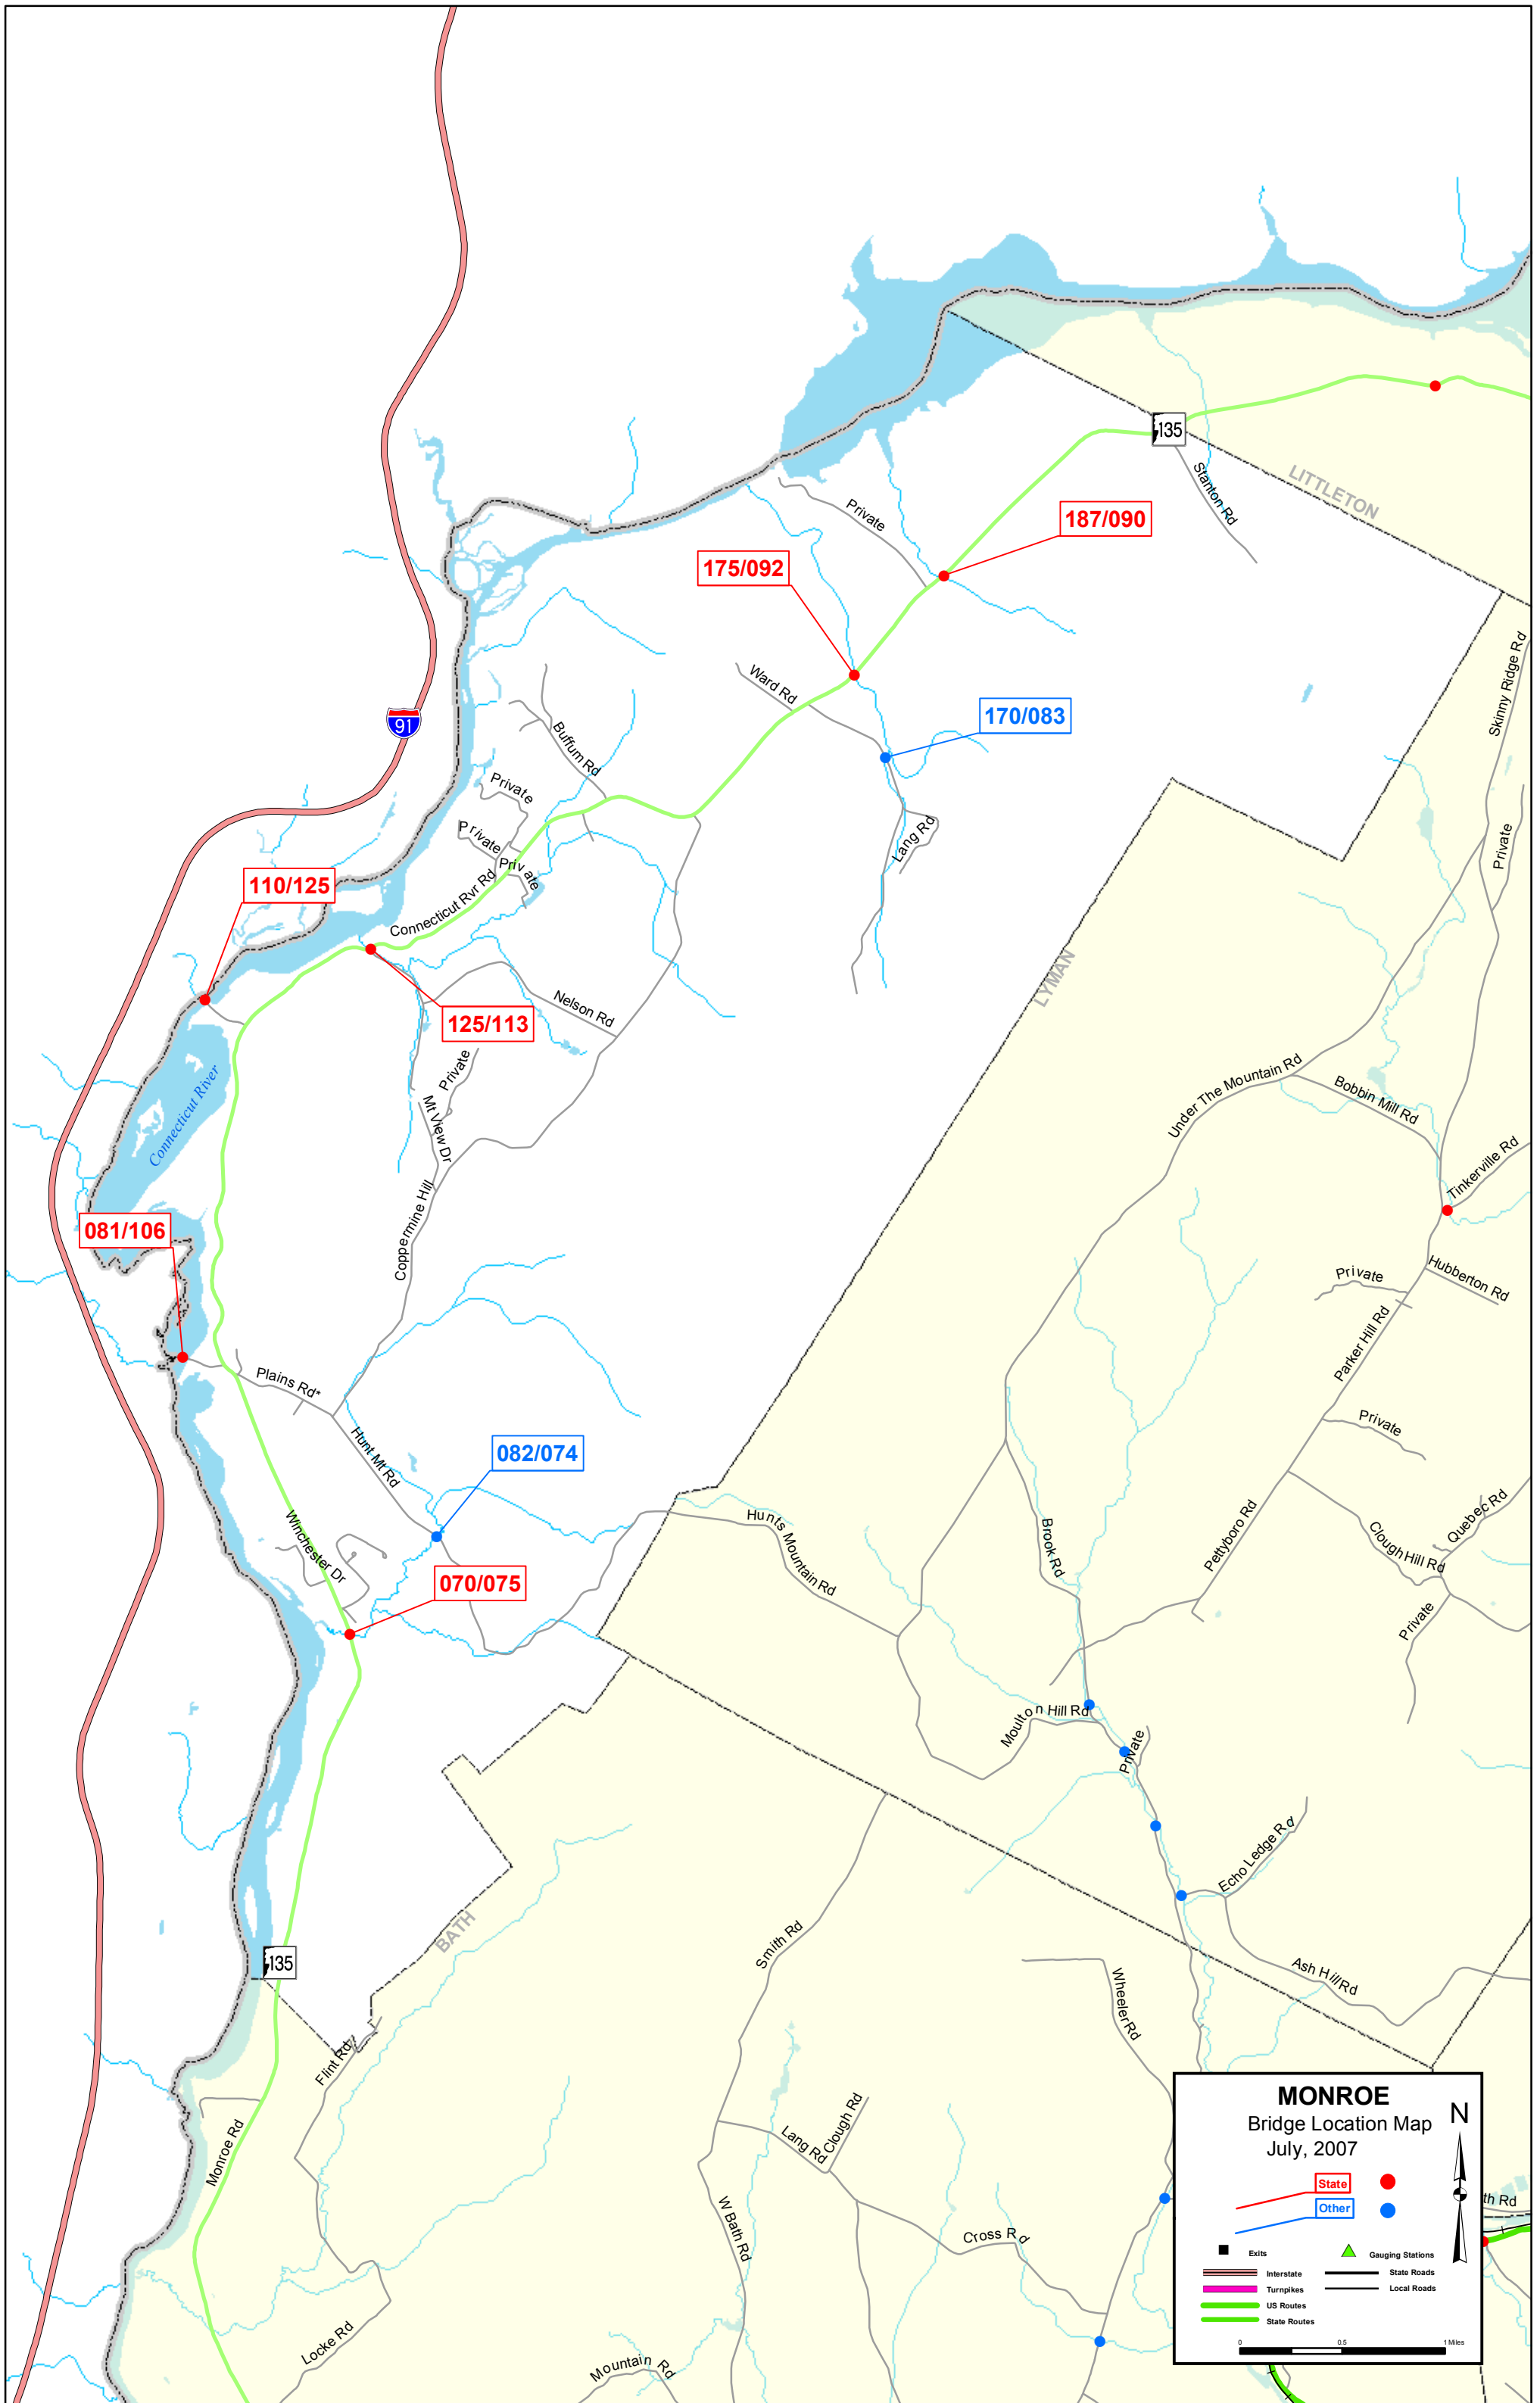 135
LITTLETON
Stanton Rd
187/090
Private
175/092
Skinny Ridge Rd
Ward Rd
170/083
91
Buffum Rd
Private
Private
Private
Private
Lang Rd
110/125
Connecticut Rvr Rd
LYMAN
Nelson Rd
125/113
Private
Connecticut River
Mt View Dr
Under The Mountain Rd
Bobbin Mill Rd
Tinkerville Rd
Coppermine Hill
081/106
Private
Hubberton Rd
Parker Hill Rd
Plains Rd*
Private
Hunt Mt Rd
082/074
Hunts Mountain Rd
Winchester Dr
Brook Rd
Pettyboro Rd
Quebec Rd
Clough Hill Rd
070/075
Private
Moulton Hill Rd
Private
Echo Ledge Rd
BATH
Smith Rd
135
Ash Hill Rd
Wheeler Rd
Flint Rd
Monroe Rd
Lang Rd
Clough Rd
W Bath Rd
Cross Rd
Locke Rd
Mountain Rd
th Rd
MONROE
Bridge Location Map
July, 2007
N
State
Other
Exits
Gauging Stations
Interstate
State Roads
Turnpikes
Local Roads
US Routes
State Routes
0 0.5 1 Miles